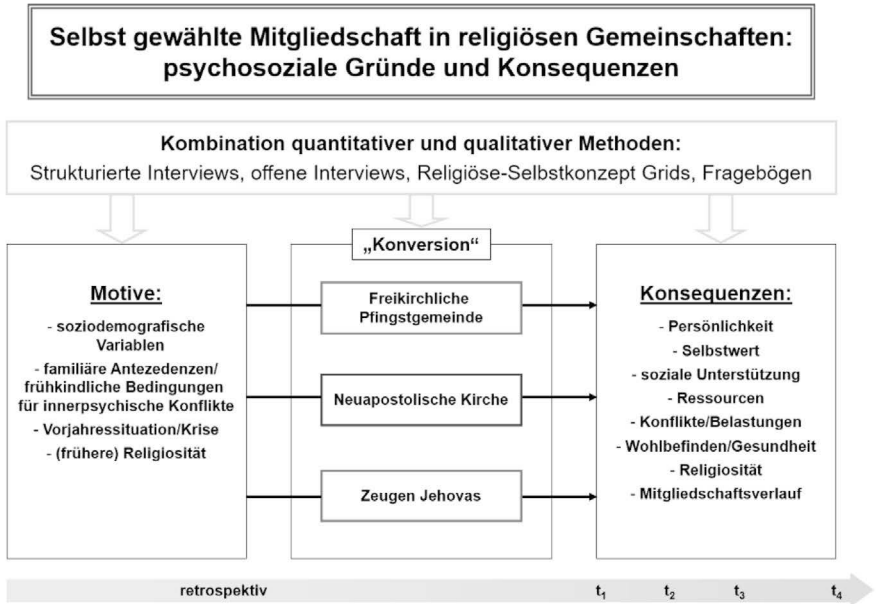 Selbst gewählte Mitgliedschaft in religiösen Gemeinschaften:
psychosoziale Gründe und Konsequenzen
Kombination quantitativer und qualitativer Methoden:
Strukturierte Interviews, offene Interviews, Religiöse-Selbstkonzept Grids, Fragebögen
Motive:
- soziodemografische
Variablen
- familiäre Antezedenzen/
frühkindliche Bedingungen
für innerpsychische Konflikte
- Vorjahressituation/Krise
- (frühere) Religiosität
„Konversion“
Freikirchliche
Pfingstgemeinde
Neuapostolische Kirche
Zeugen Jehovas
Konsequenzen:
- Persönlichkeit
- Selbstwert
- soziale Unterstützung
- Ressourcen
- Konflikte/Belastungen
- Wohlbefinden/Gesundheit
- Religiosität
- Mitgliedschaftsverlauf
retrospektiv t₁ t₂ t₃ t₄